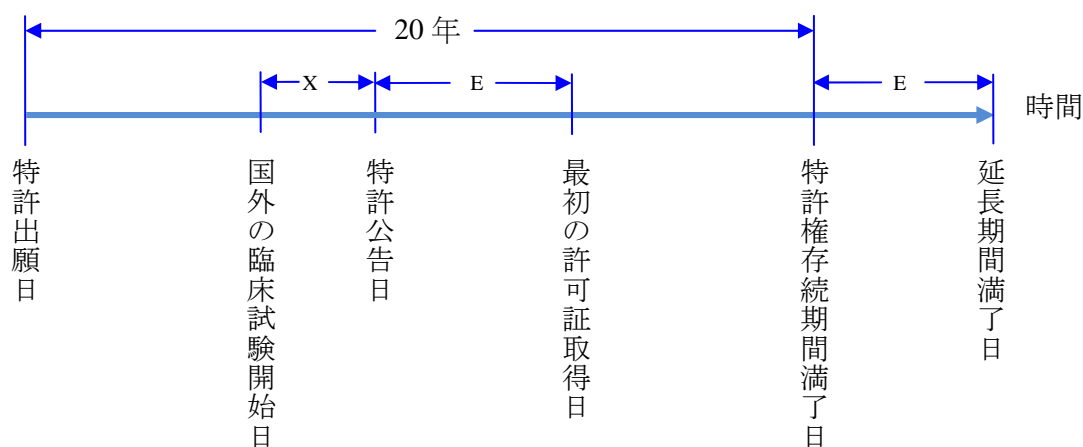 20 年
X
E
E
時間
特許出願日
国外の臨床試験開始日
特許公告日
最初の許可証取得日
特許権存続期間満了日
延長期間満了日